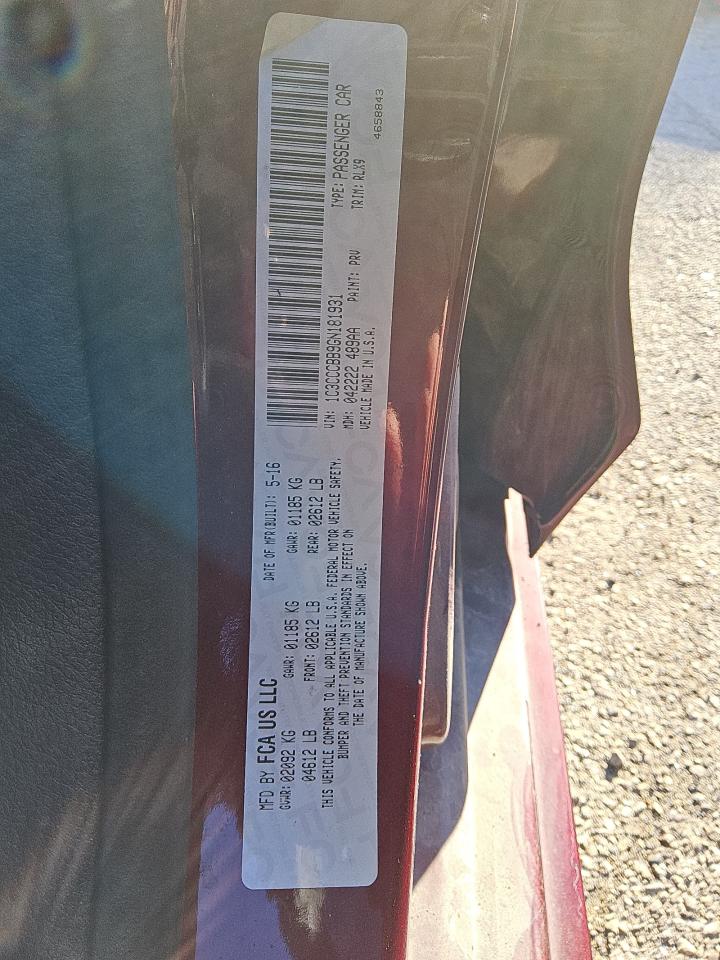 MFD BY FCA US LLC
DATE OF MFR(BUILT): 5-16
GVWR: 02092 KG
04612 LB
GAWR: 01185 KG
FRONT: 02612 LB
GAWR: 01185 KG
REAR: 02612 LB
THIS VEHICLE CONFORMS TO ALL APPLICABLE U.S.A. FEDERAL MOTOR VEHICLE SAFETY,
BUMPER AND THEFT PREVENTION STANDARDS IN EFFECT ON
THE DATE OF MANUFACTURE SHOWN ABOVE.
VIN: 1C3CCCBB9GN181931
TYPE: PASSENGER CAR
MDH: 042222 489AA
PAINT: PRV
TRIM: RLX9
VEHICLE MADE IN U.S.A.
4658843